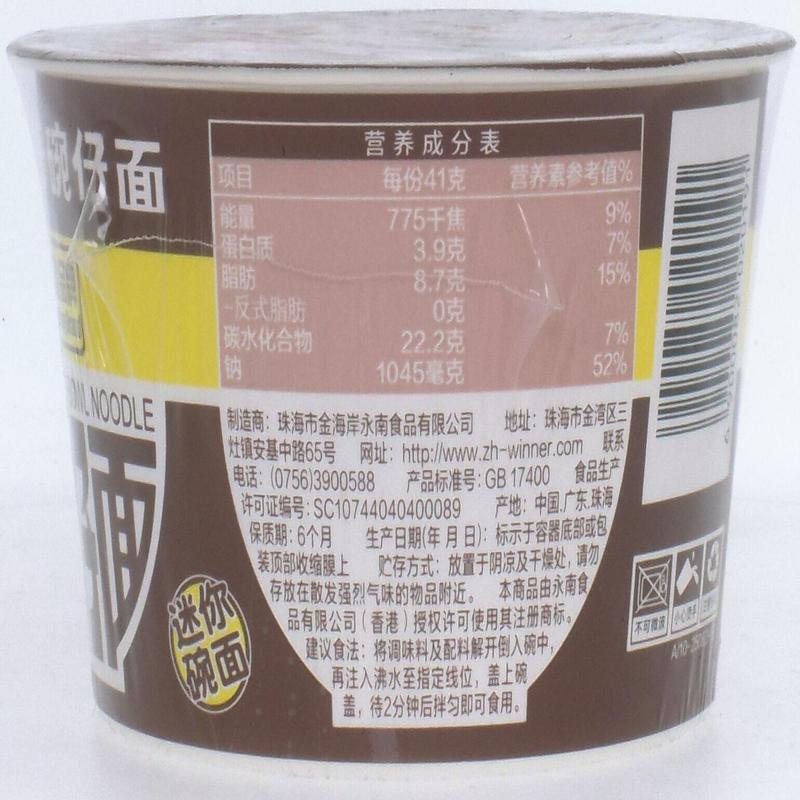 碗仔面
营养成分表
项目 每份41克 营养素参考值%
能量 775千焦 9%
蛋白质 3.9克 7%
脂肪 8.7克 15%
-反式脂肪 0克
碳水化合物 22.2克 7%
钠 1045毫克 52%
NOODLE
制造商：珠海市金海岸永南食品有限公司 地址：珠海市金湾区三
灶镇安基中路65号 网址：http://www.zh-winner.com 联系
电话：(0756)3900588 产品标准号：GB 17400 食品生产
许可证编号：SC10744040400089 产地：中国.广东.珠海
保质期：6个月 生产日期(年 月 日)：标示于容器底部或包
装顶部收缩膜上 贮存方式：放置于阴凉及干燥处，请勿
存放在散发强烈气味的物品附近。 本商品由永南食
品有限公司（香港）授权许可使用其注册商标。
建议食法：将调味料及配料解开倒入碗中，
再注入沸水至指定线位，盖上碗
盖，待2分钟后拌匀即可食用。
迷你
碗面
不可微波 小心烫手